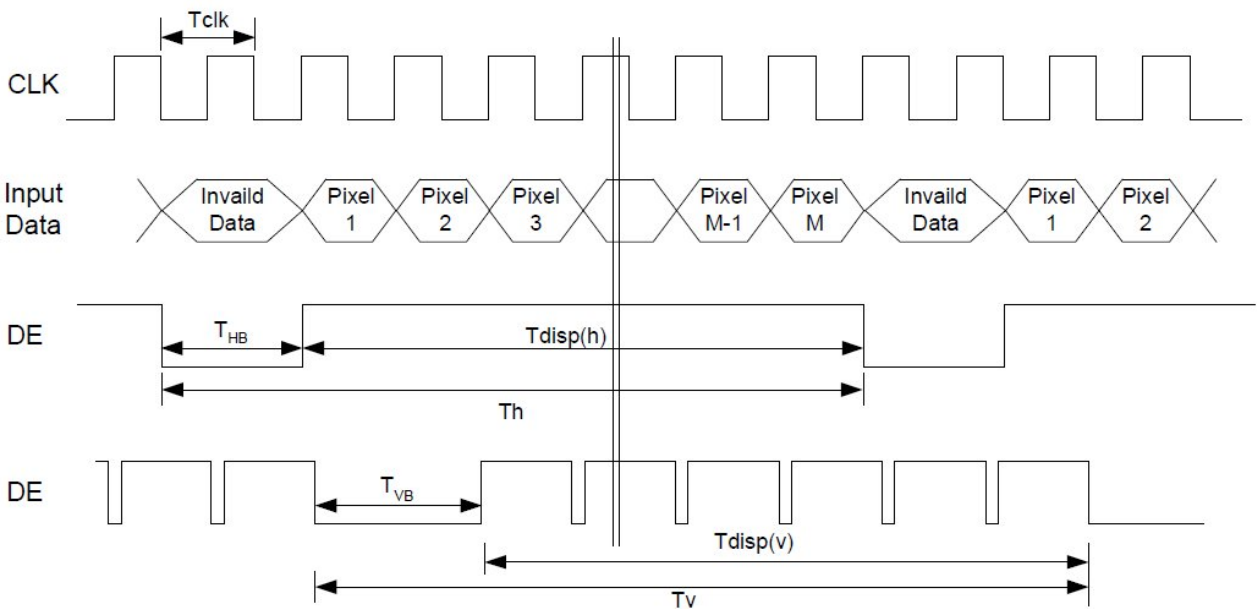 Tclk
CLK
Input
Data
Invaild
Data
Pixel
1
Pixel
2
Pixel
3
Pixel
M-1
Pixel
M
Invaild
Data
Pixel
1
Pixel
2
DE
THB
Tdisp(h)
Th
DE
TVB
Tdisp(v)
Tv